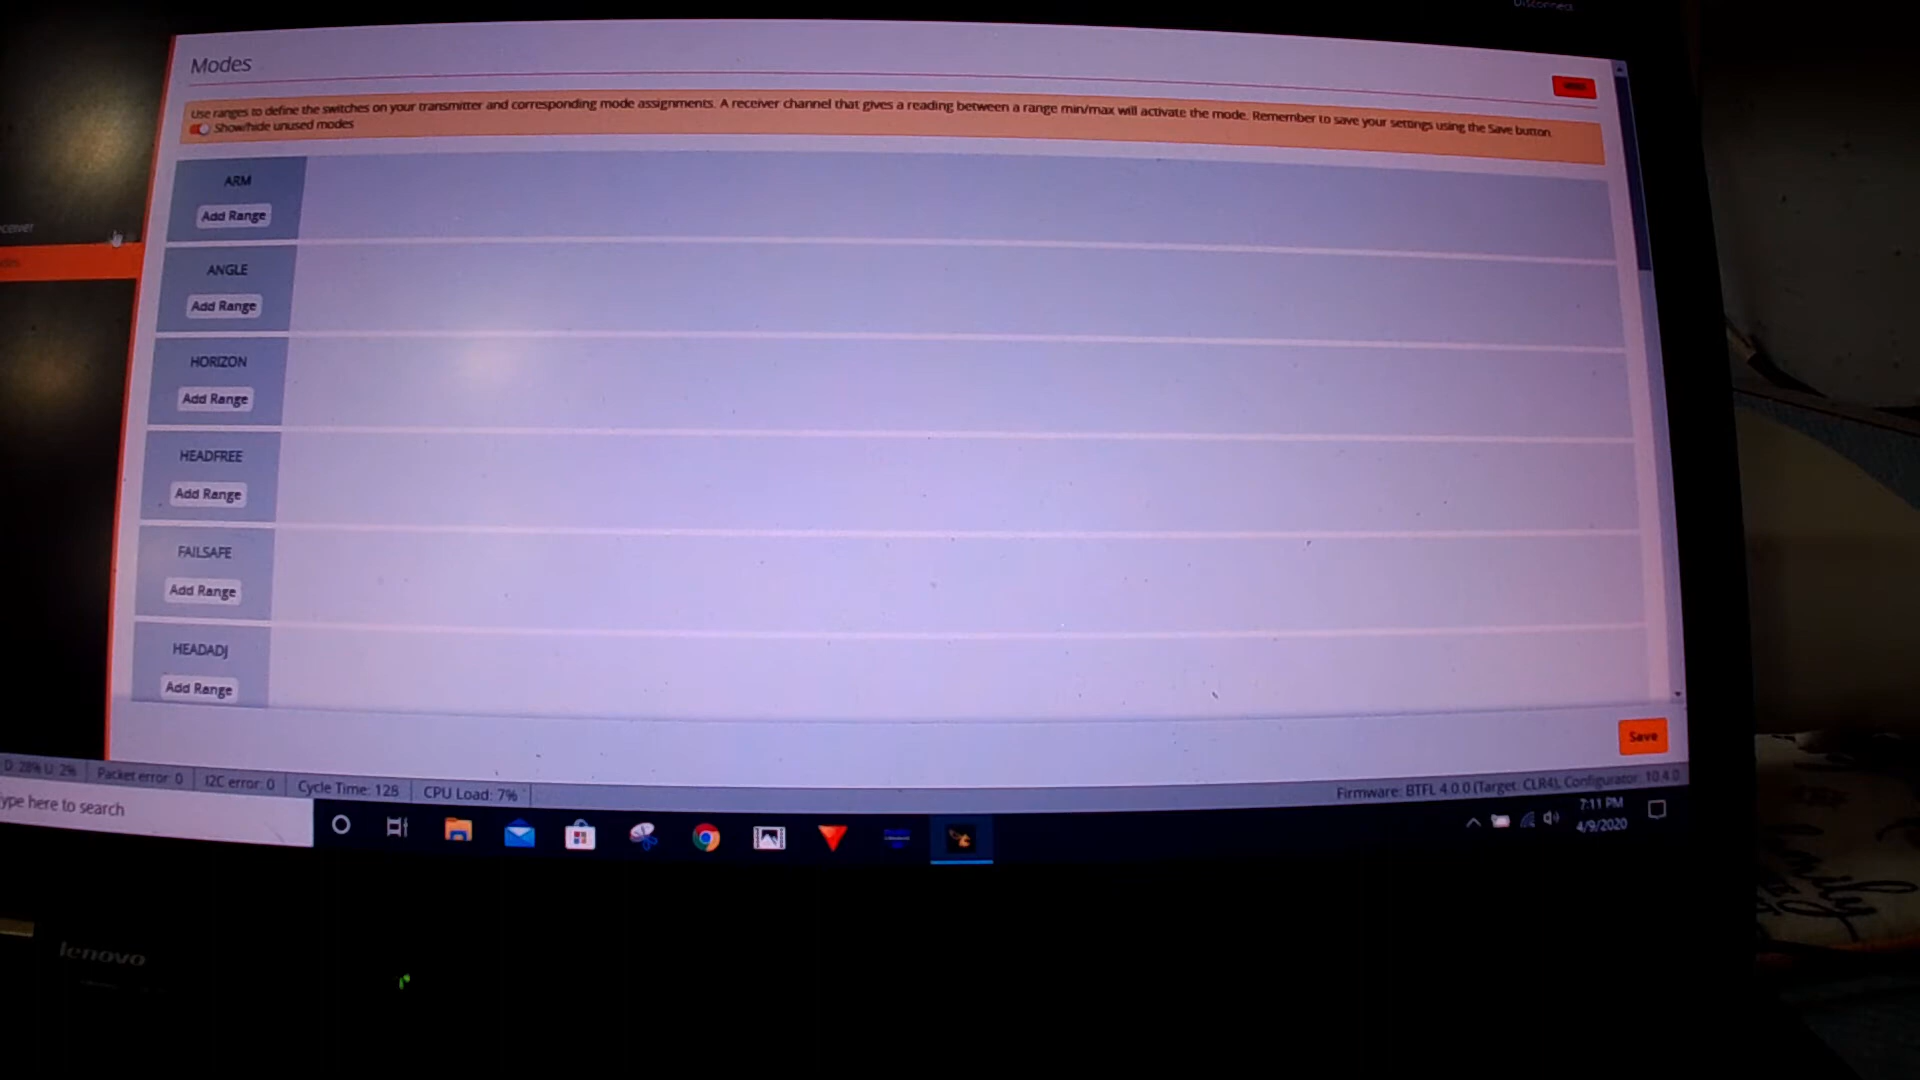 Disconnect
Modes
Use ranges to define the switches on your transmitter and corresponding mode assignments. A receiver channel that gives a reading between a range min/max will activate the mode. Remember to save your settings using the Save button.
Show/hide unused modes
ARM
Add Range
ceiver
ANGLE
Add Range
HORIZON
Add Range
HEADFREE
Add Range
FAILSAFE
Add Range
HEADADJ
Add Range
Save
D: 28% U: 2% Packet error: 0 I2C error: 0 Cycle Time: 128 CPU Load: 7% Firmware: BTFL 4.0.0 (Target: CLR4), Configurator: 10.4.0
ype here to search
7:11 PM
4/9/2020
lenovo